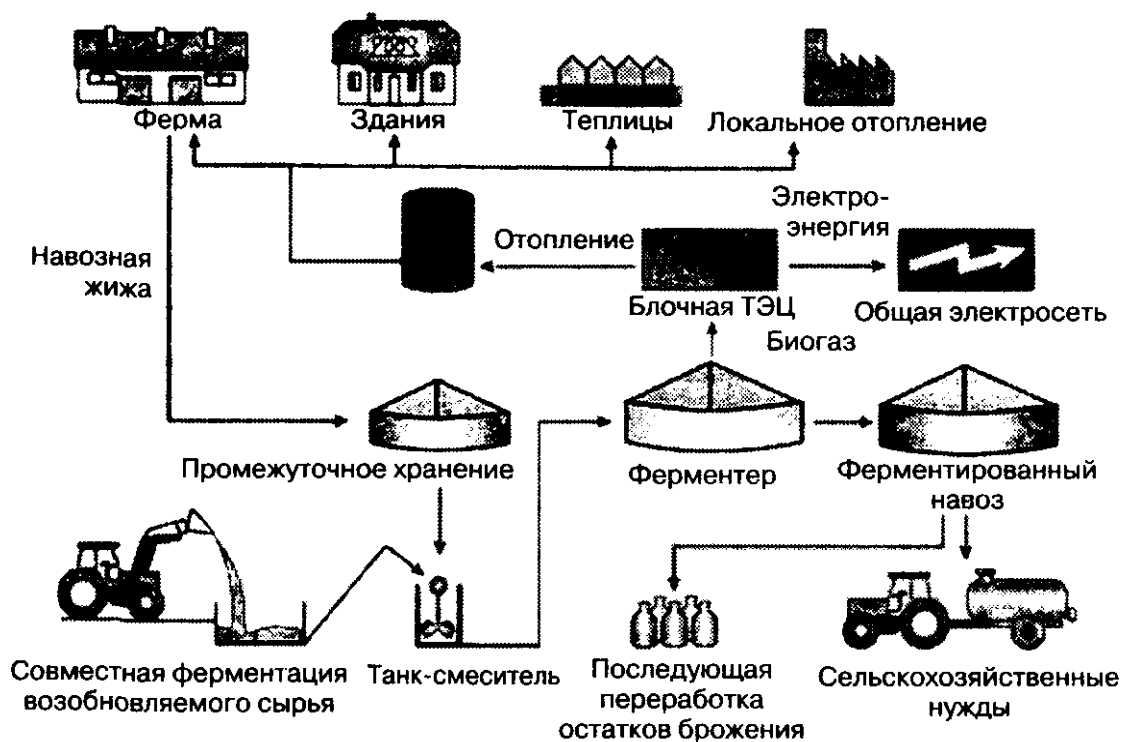 Ферма
Здания
Теплицы
Локальное отопление
Электро-
энергия
Отопление
Навозная
жижа
Блочная ТЭЦ
Общая электросеть
Биогаз
Промежуточное хранение
Ферментер
Ферментированный
навоз
Совместная ферментация
возобновляемого сырья
Танк-смеситель
Последующая
переработка
остатков брожения
Сельскохозяйственные
нужды